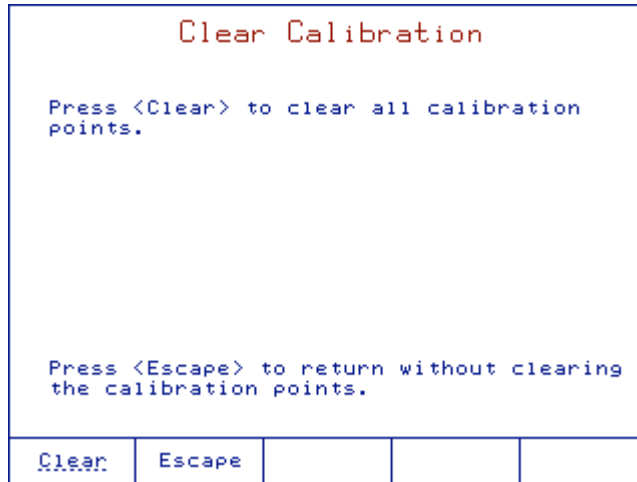 Clear Calibration
Press <Clear> to clear all calibration
points.
Press <Escape> to return without clearing
the calibration points.
Clear
Escape